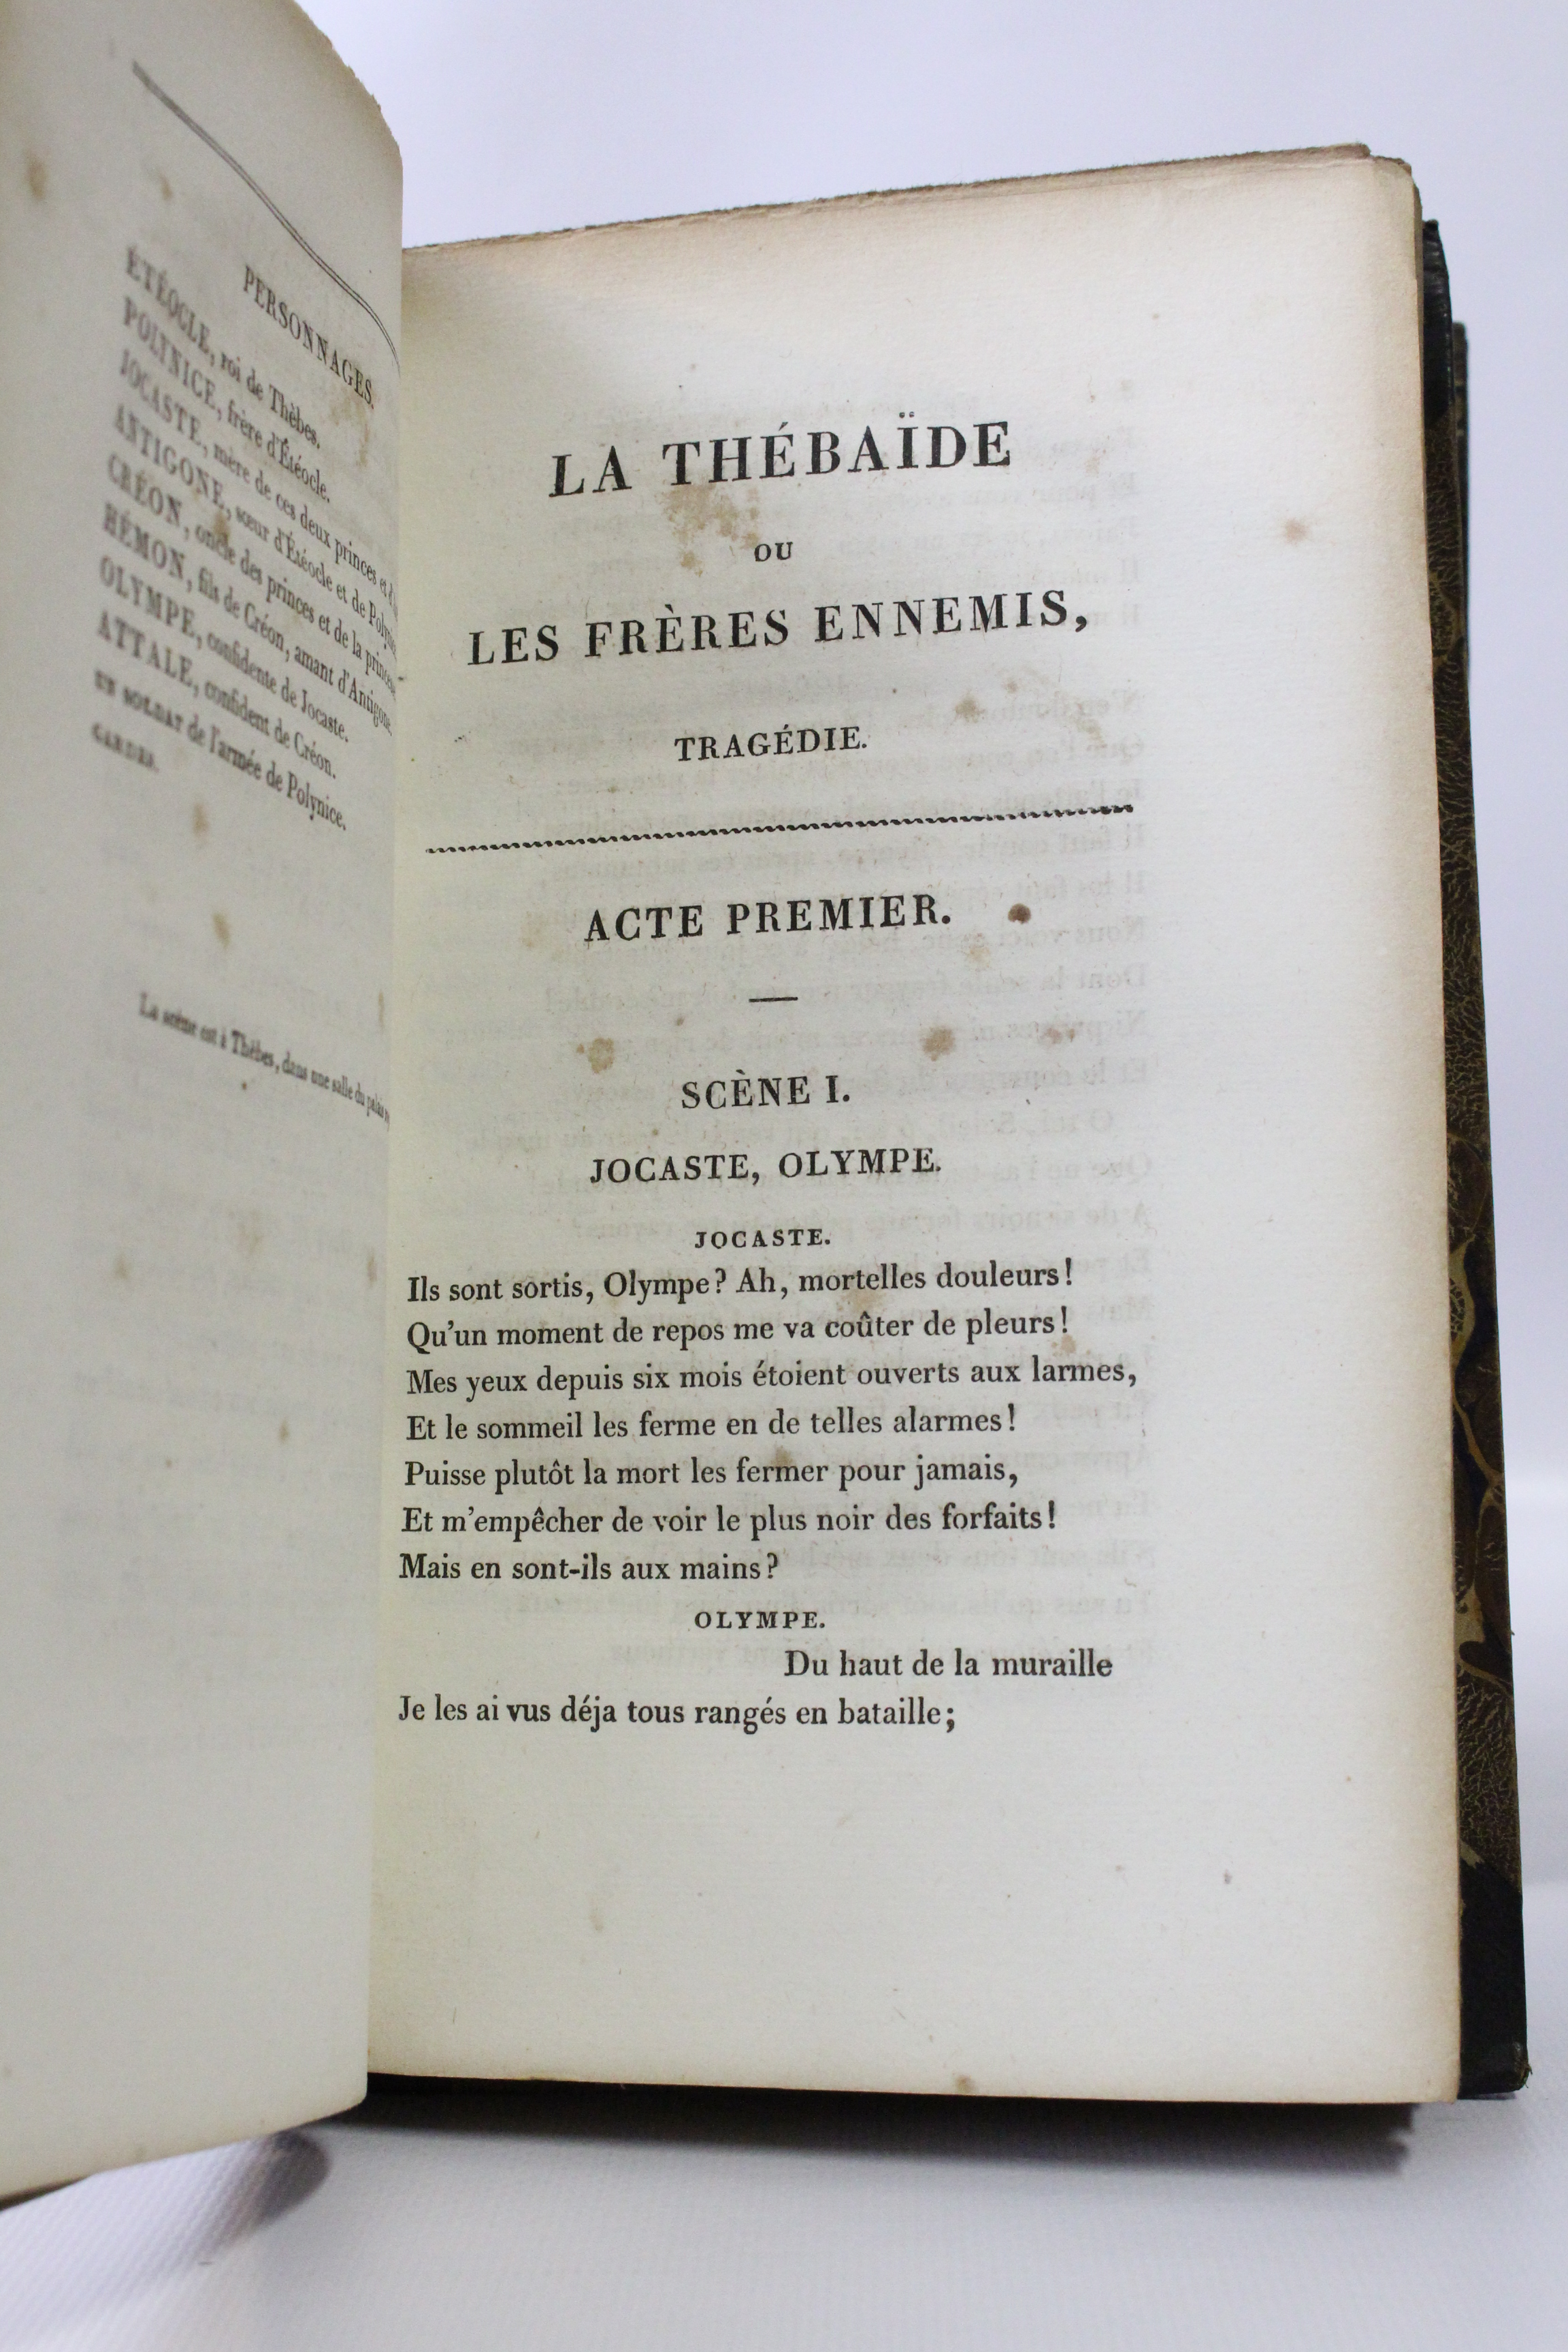 PERSONNAGES.
ÉTÉOCLE, roi de Thèbes.
POLYNICE, frère d'Étéocle.
JOCASTE, mère de ces deux princes et
ANTIGONE, sœur d'Étéocle et de
CRÉON, oncle des princes et de la
HÉMON, fils de Créon, amant d'Antigone.
OLYMPE, confidente de Jocaste.
ATTALE, confident de Créon.
UN SOLDAT de l'armée de Polynice.
GARDES.
La scène est à Thèbes, dans une salle du palais
LA THÉBAÏDE
OU
LES FRÈRES ENNEMIS,
TRAGÉDIE.
ACTE PREMIER.
SCÈNE I.
JOCASTE, OLYMPE.
JOCASTE.
Ils sont sortis, Olympe? Ah, mortelles douleurs!
Qu'un moment de repos me va coûter de pleurs!
Mes yeux depuis six mois étoient ouverts aux larmes,
Et le sommeil les ferme en de telles alarmes!
Puisse plutôt la mort les fermer pour jamais,
Et m'empêcher de voir le plus noir des forfaits!
Mais en sont-ils aux mains?
OLYMPE.
Du haut de la muraille
Je les ai vus déja tous rangés en bataille;